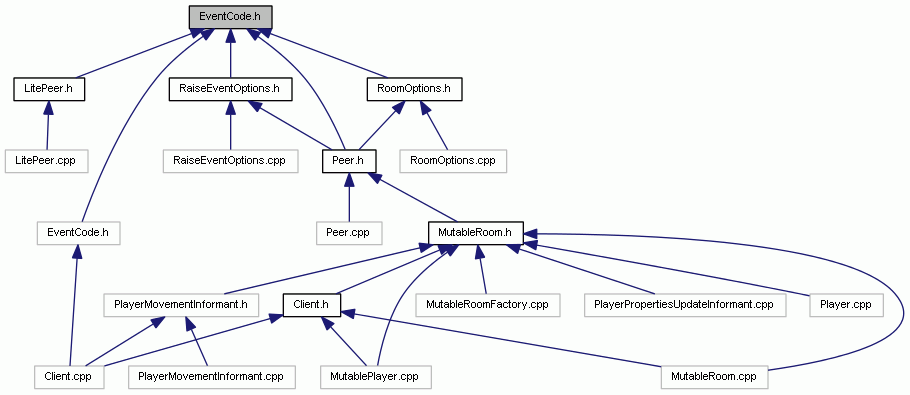 EventCode.h
LitePeer.h
RaiseEventOptions.h
RoomOptions.h
LitePeer.cpp
RaiseEventOptions.cpp
Peer.h
RoomOptions.cpp
EventCode.h
Peer.cpp
MutableRoom.h
PlayerMovementInformant.h
Client.h
MutableRoomFactory.cpp
PlayerPropertiesUpdateInformant.cpp
Player.cpp
Client.cpp
PlayerMovementInformant.cpp
MutablePlayer.cpp
MutableRoom.cpp